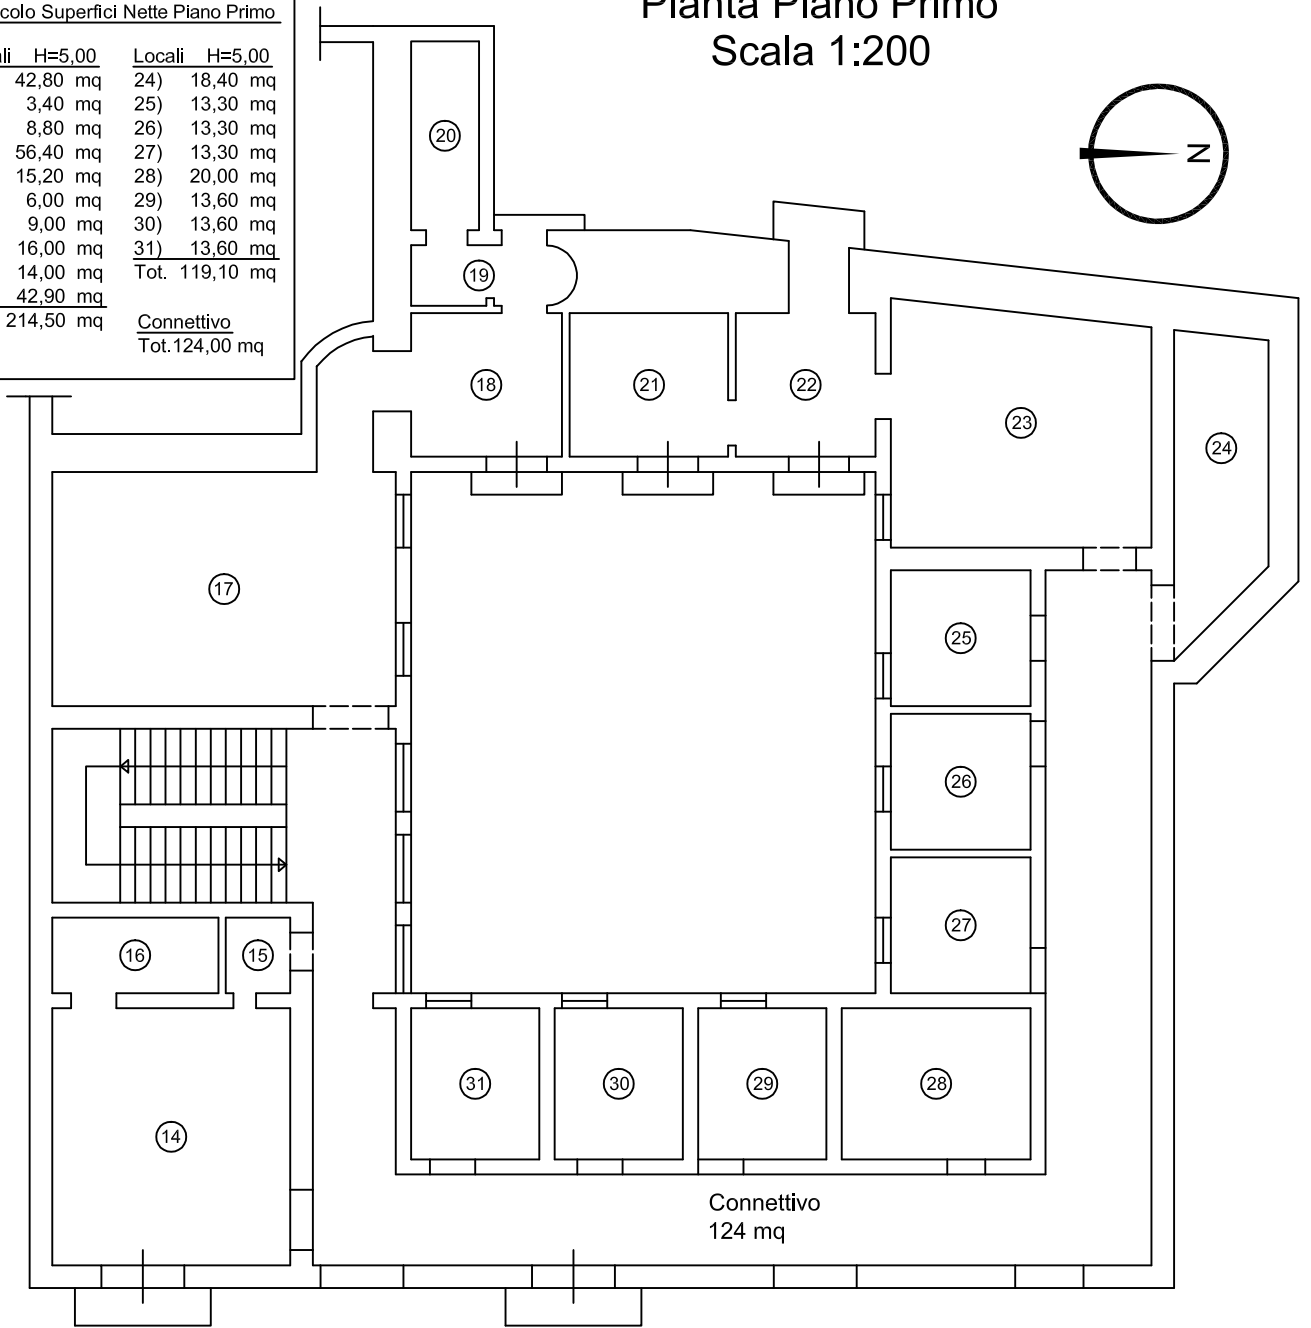 Superfici Nette Piano Primo
H=5,00
42,80 mq
3,40 mq
8,80 mq
56,40 mq
15,20 mq
6,00 mq
9,00 mq
16,00 mq
14,00 mq
42,90 mq
214,50 mq
Locali H=5,00
24) 18,40 mq
25) 13,30 mq
26) 13,30 mq
27) 13,30 mq
28) 20,00 mq
29) 13,60 mq
30) 13,60 mq
31) 13,60 mq
Tot. 119,10 mq
Connettivo
Tot.124,00 mq
Pianta Piano Primo
Scala 1:200
N
20
19
18
21
22
23
24
17
25
26
27
16
15
31
30
29
28
14
Connettivo
124 mq